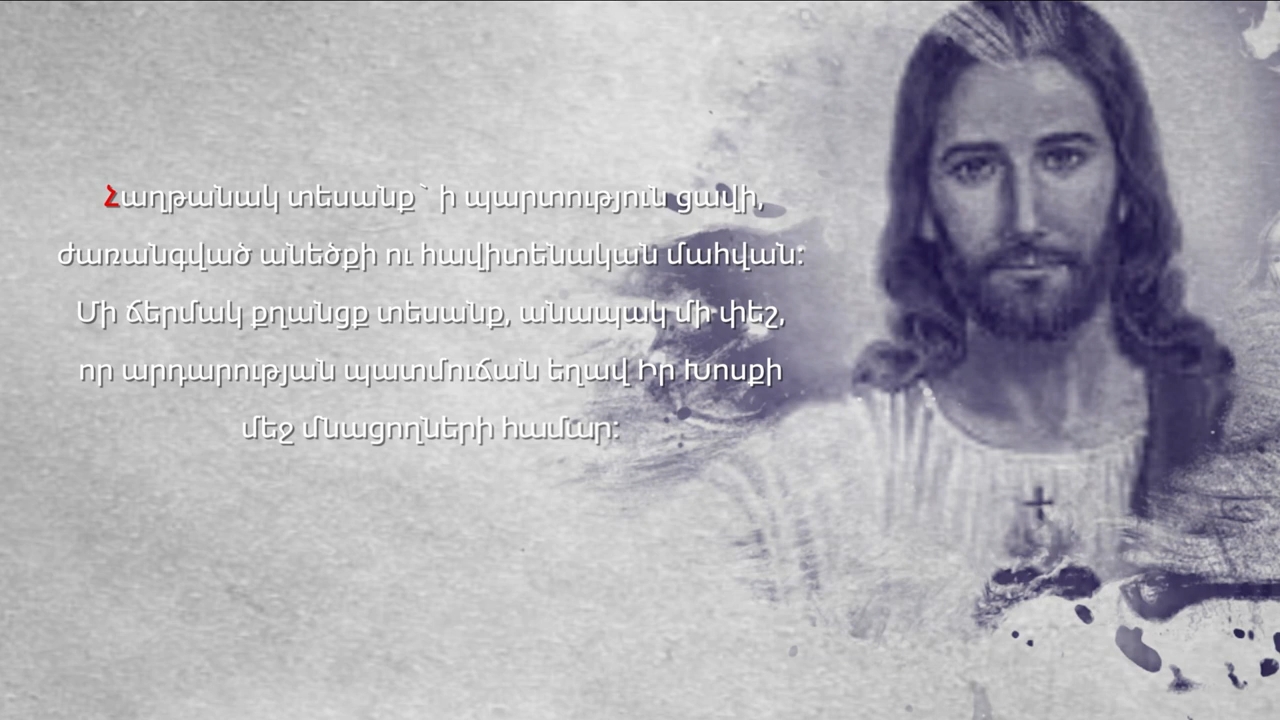 Հաղթանակ տեսանք` ի պարտություն ցավի,
ժառանգված անեծքի ու հավիտենական մահվան:
Մի ճերմակ քղանցք տեսանք, անապակ մի փեշ,
որ արդարության պատմուճան եղավ Իր Խոսքի
մեջ մնացողների համար: